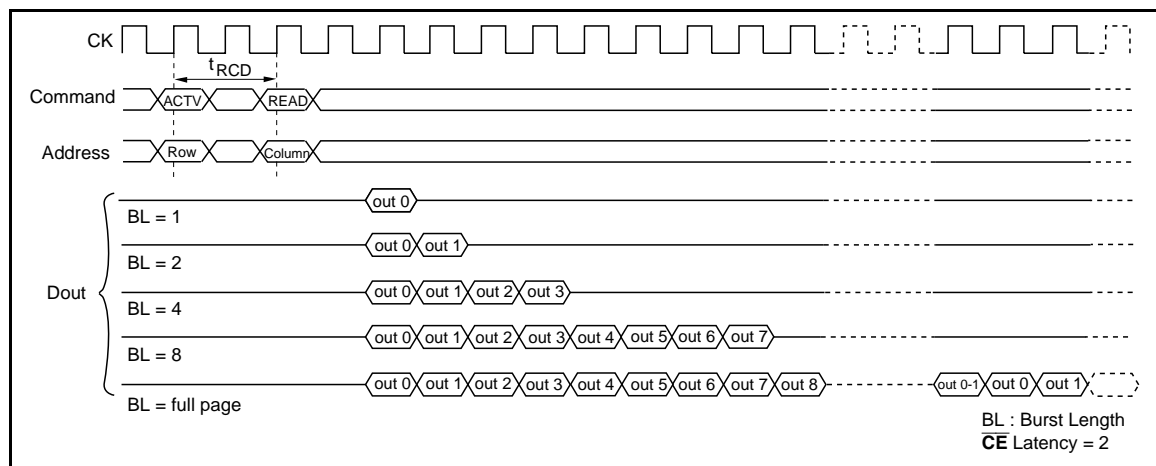 CK
tRCD
Command ACTV READ
Address Row Column
out 0
BL = 1
out 0 out 1
BL = 2
Dout
out 0 out 1 out 2 out 3
BL = 4
out 0 out 1 out 2 out 3 out 4 out 5 out 6 out 7
BL = 8
out 0 out 1 out 2 out 3 out 4 out 5 out 6 out 7 out 8 out 0-1 out 0 out 1
BL = full page
BL : Burst Length
CE Latency = 2